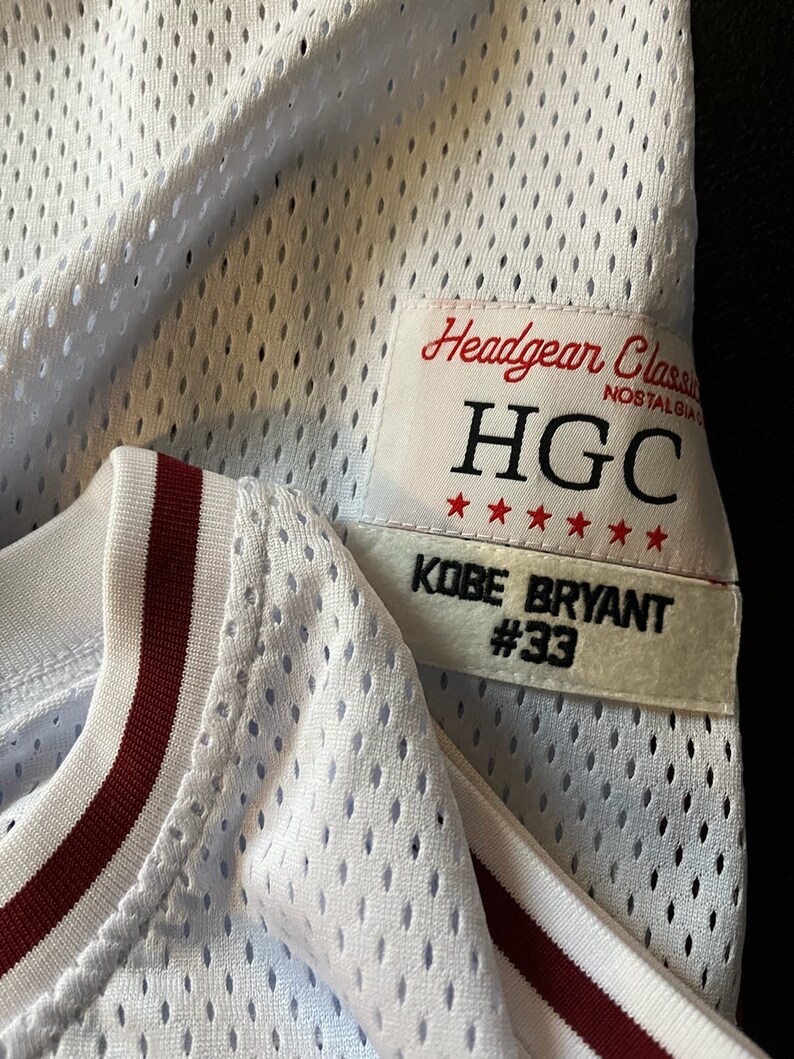 Headgear Classic
NOSTALGIA
HGC
KOBE BRYANT
#33